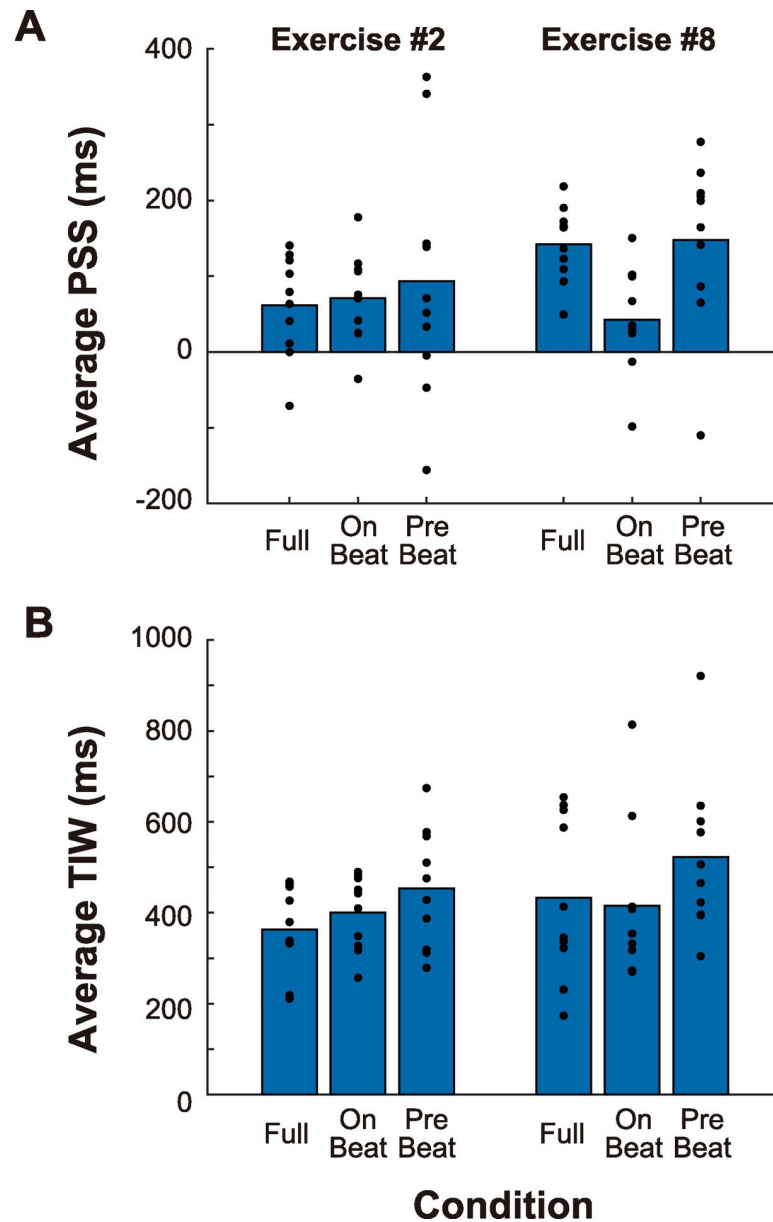 A
Exercise #2 Exercise #8
400
200
0
-200
Average PSS (ms)
Full On Beat Pre Beat Full On Beat Pre Beat
B
1000
800
600
400
200
0
Average TIW (ms)
Full On Beat Pre Beat Full On Beat Pre Beat
Condition